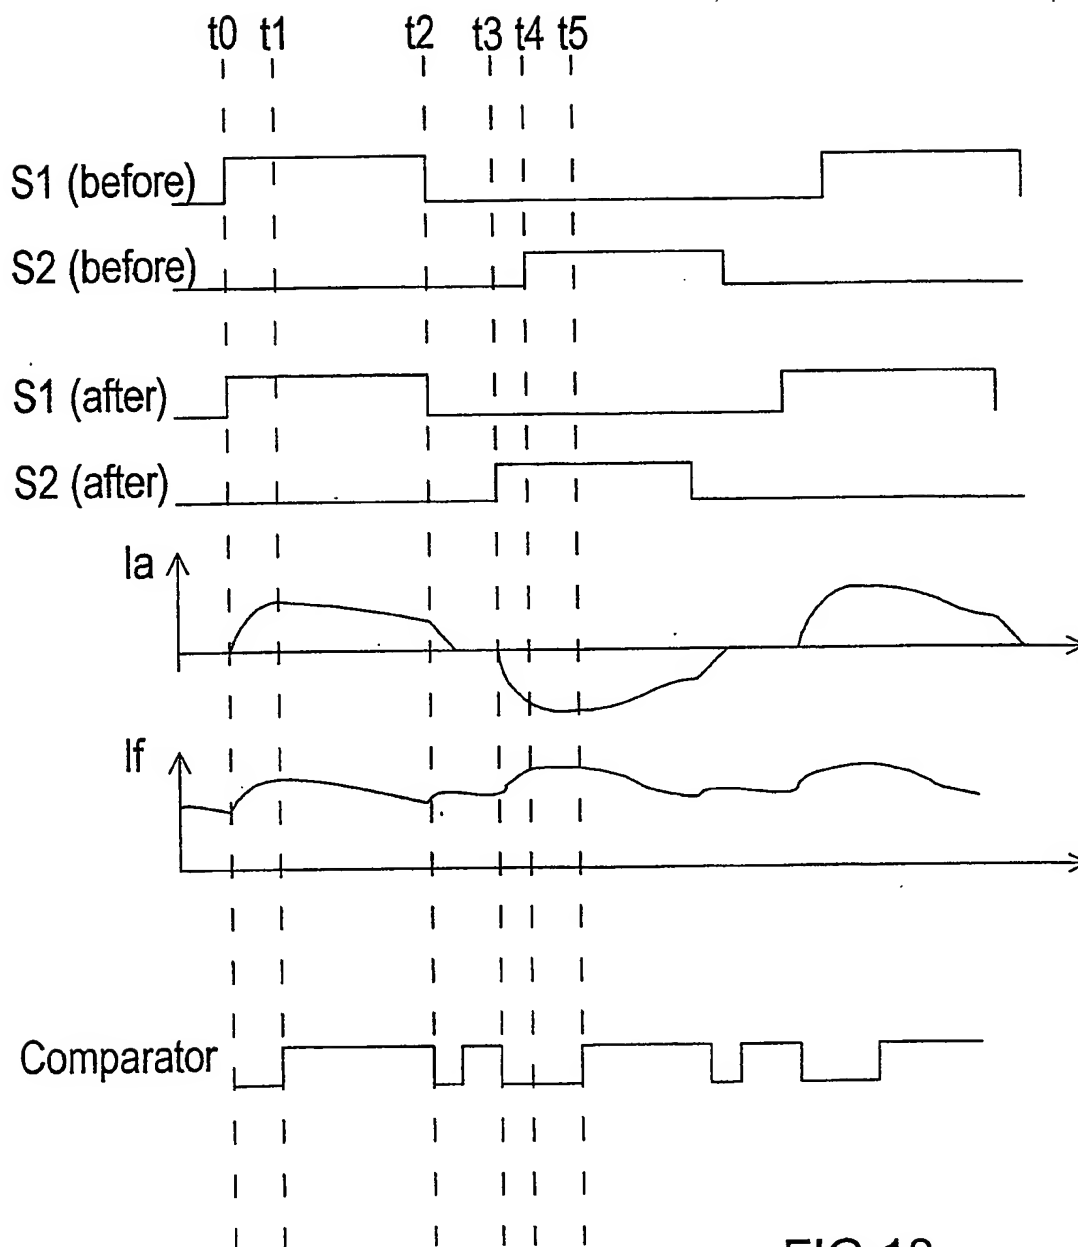 t0 t1 t2 t3 t4 t5
S1 (before)
S2 (before)
S1 (after)
S2 (after)
Ia
If
Comparator